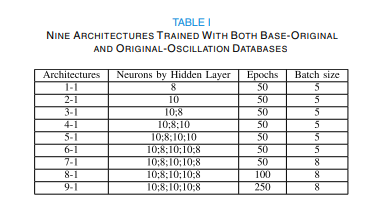 TABLE I
NINE ARCHITECTURES TRAINED WITH BOTH BASE-ORIGINAL
AND ORIGINAL-OSCILLATION DATABASES
Architectures Neurons by Hidden Layer Epochs Batch size
1-1 8 50 5
2-1 10 50 5
3-1 10;8 50 5
4-1 10;8;10 50 5
5-1 10;8;10;10 50 5
6-1 10;8;10;10;8 50 5
7-1 10;8;10;10;8 50 8
8-1 10;8;10;10;8 100 8
9-1 10;8;10;10;8 250 8